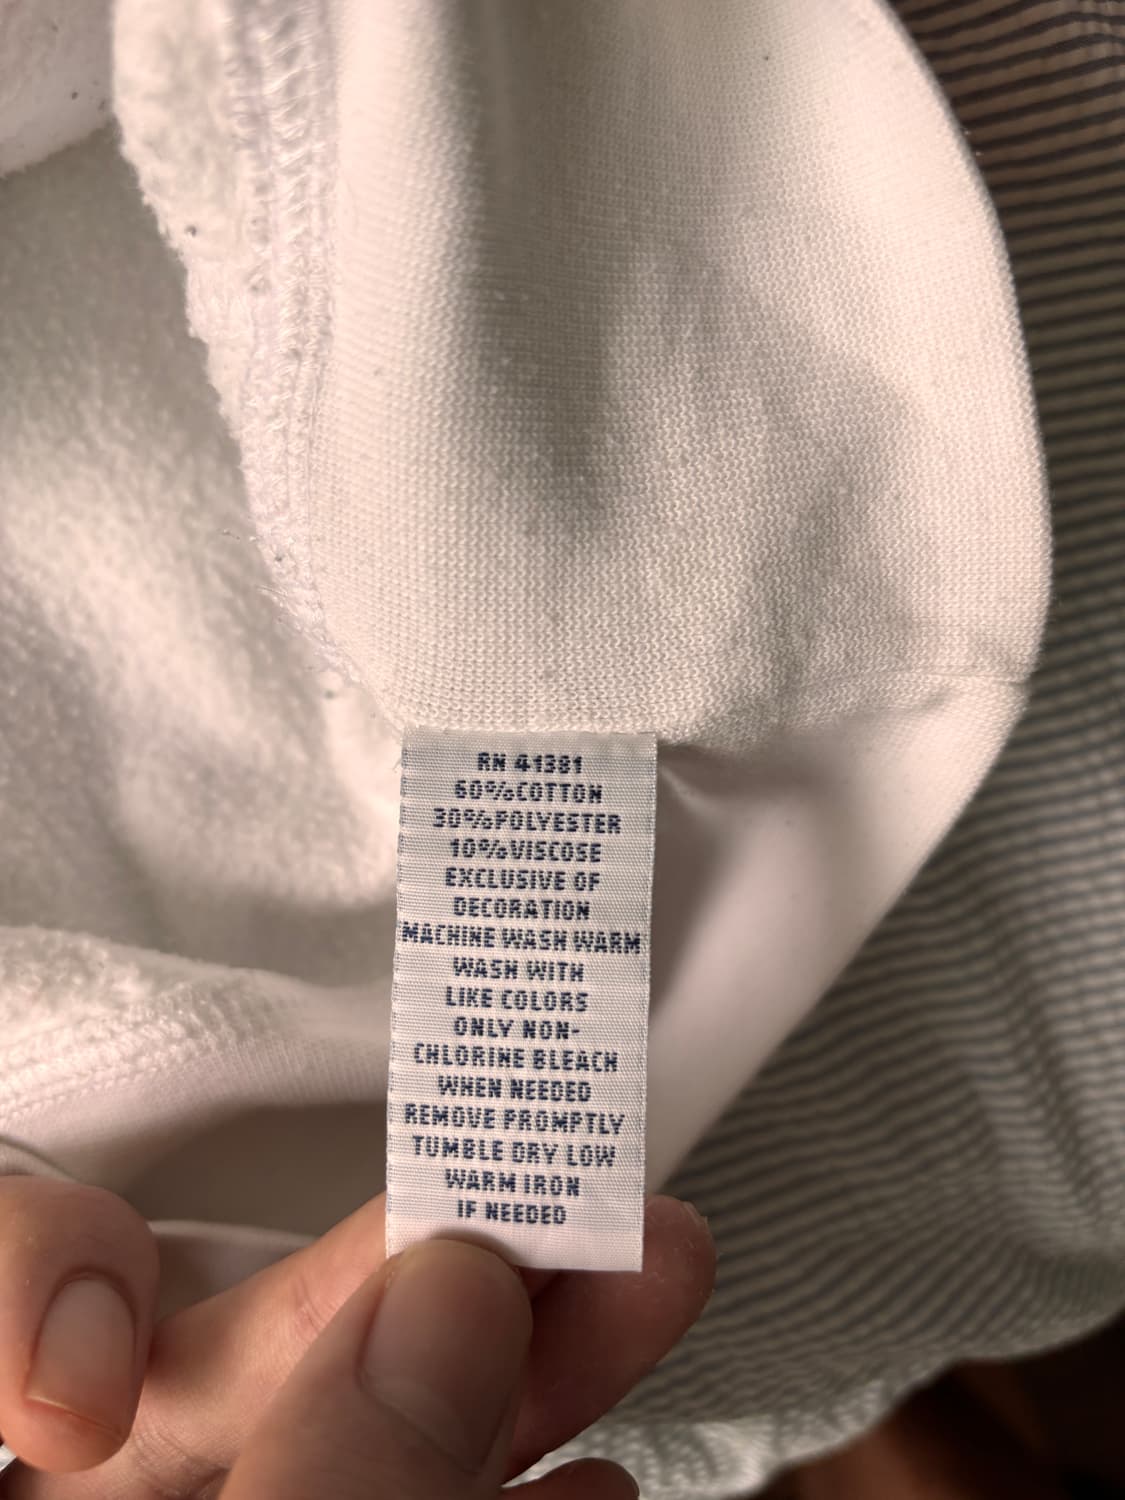 RN 41381
60%COTTON
30%POLYESTER
10%VISCOSE
EXCLUSIVE OF
DECORATION
MACHINE WASH WARM
WASH WITH
LIKE COLORS
ONLY NON-
CHLORINE BLEACH
WHEN NEEDED
REMOVE PROMPTLY
TUMBLE DRY LOW
WARM IRON
IF NEEDED